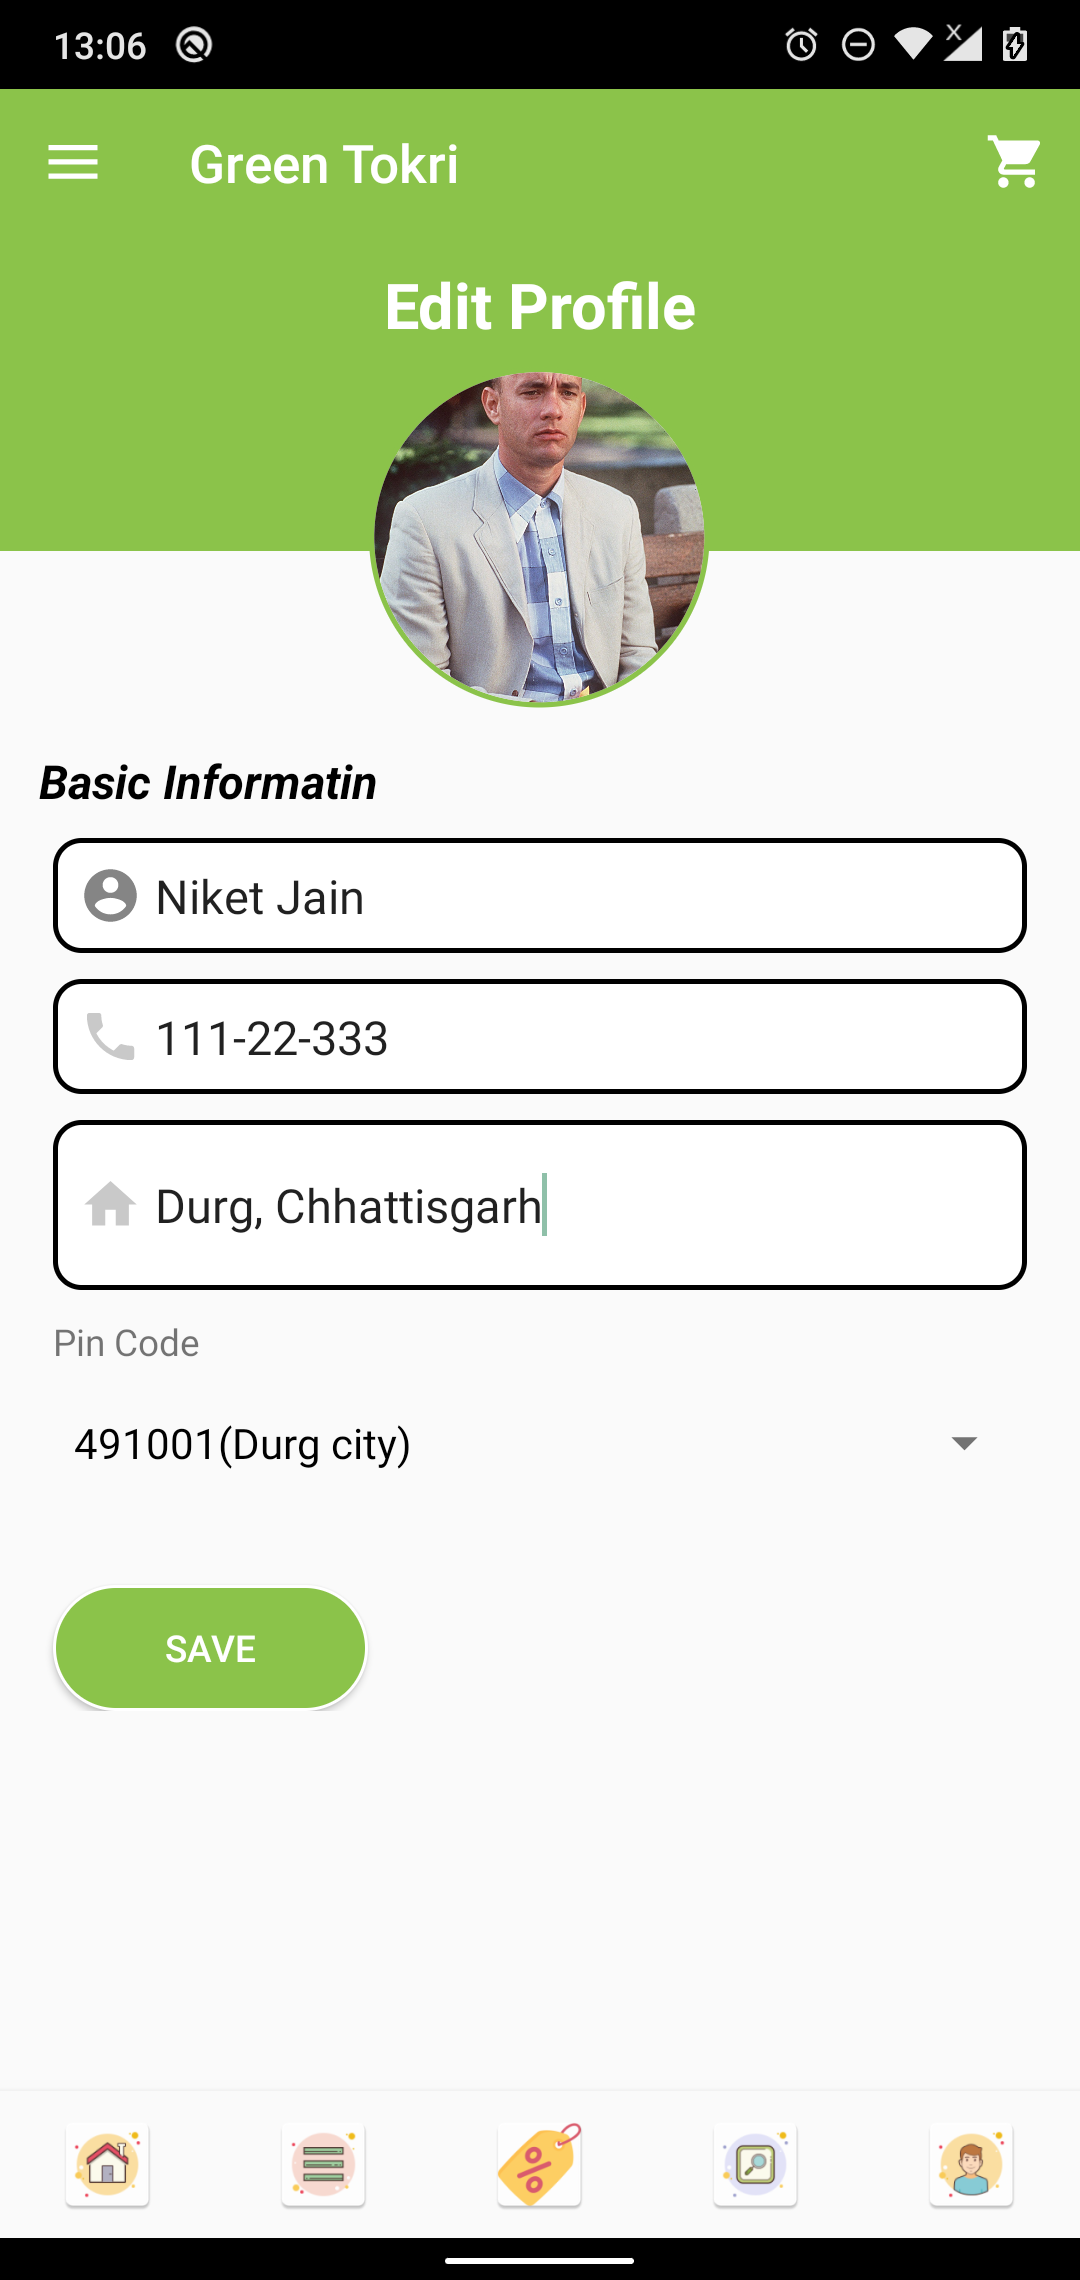 13:06
Green Tokri
Edit Profile
Basic Informatin
Niket Jain
111-22-333
Durg, Chhattisgarh
Pin Code
491001(Durg city)
SAVE